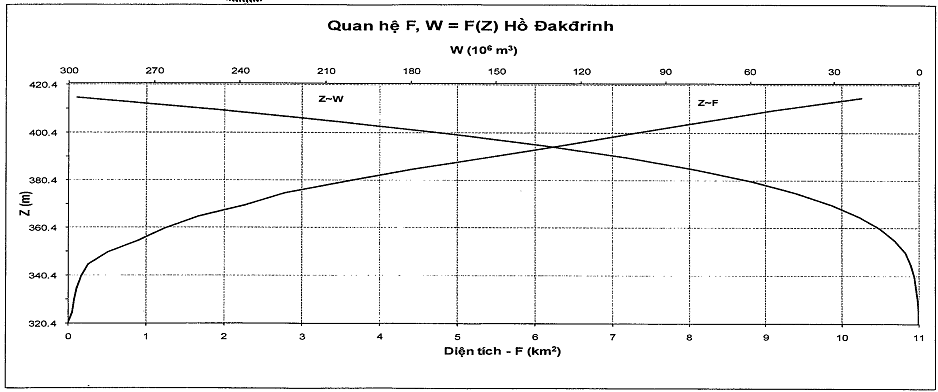 Quan hệ F, W = F(Z) Hồ Đakđrinh
W (10⁶ m³)
300 270 240 210 180 150 120 90 60 30 0
420.4
Z~W Z~F
400.4
380.4
Z (m)
360.4
340.4
320.4
0 1 2 3 4 5 6 7 8 9 10 11
Diện tích - F (km²)